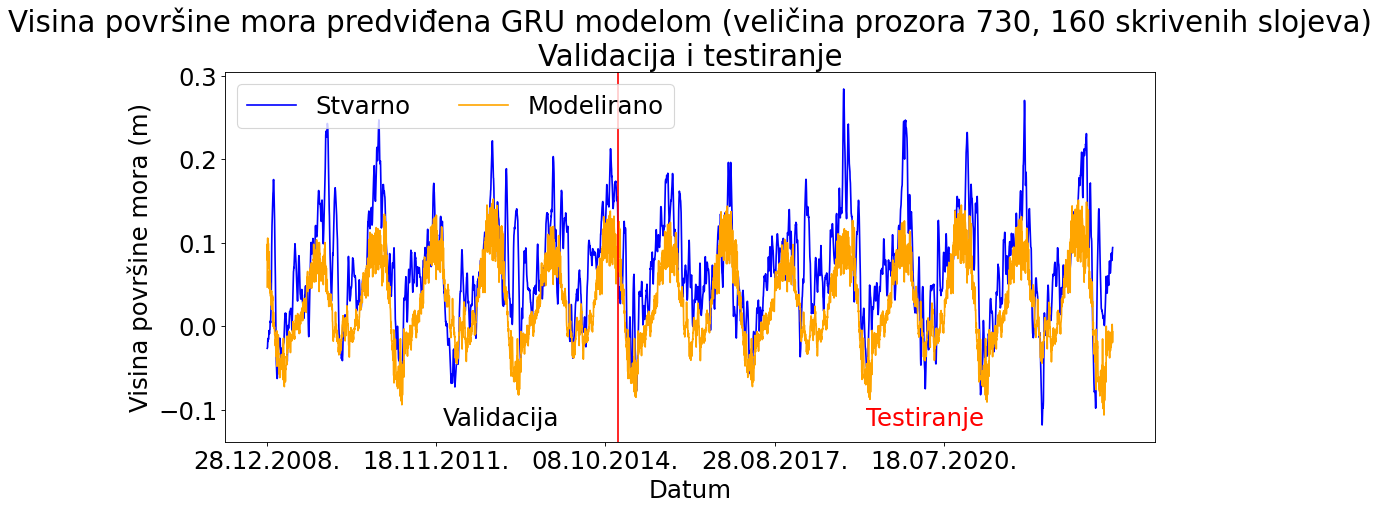 Visina površine mora predviđena GRU modelom (veličina prozora 730, 160 skrivenih slojeva)
Validacija i testiranje
Stvarno
Modelirano
Visina površine mora (m)
0.3
0.2
0.1
0.0
−0.1
Validacija
Testiranje
28.12.2008.
18.11.2011.
08.10.2014.
28.08.2017.
18.07.2020.
Datum